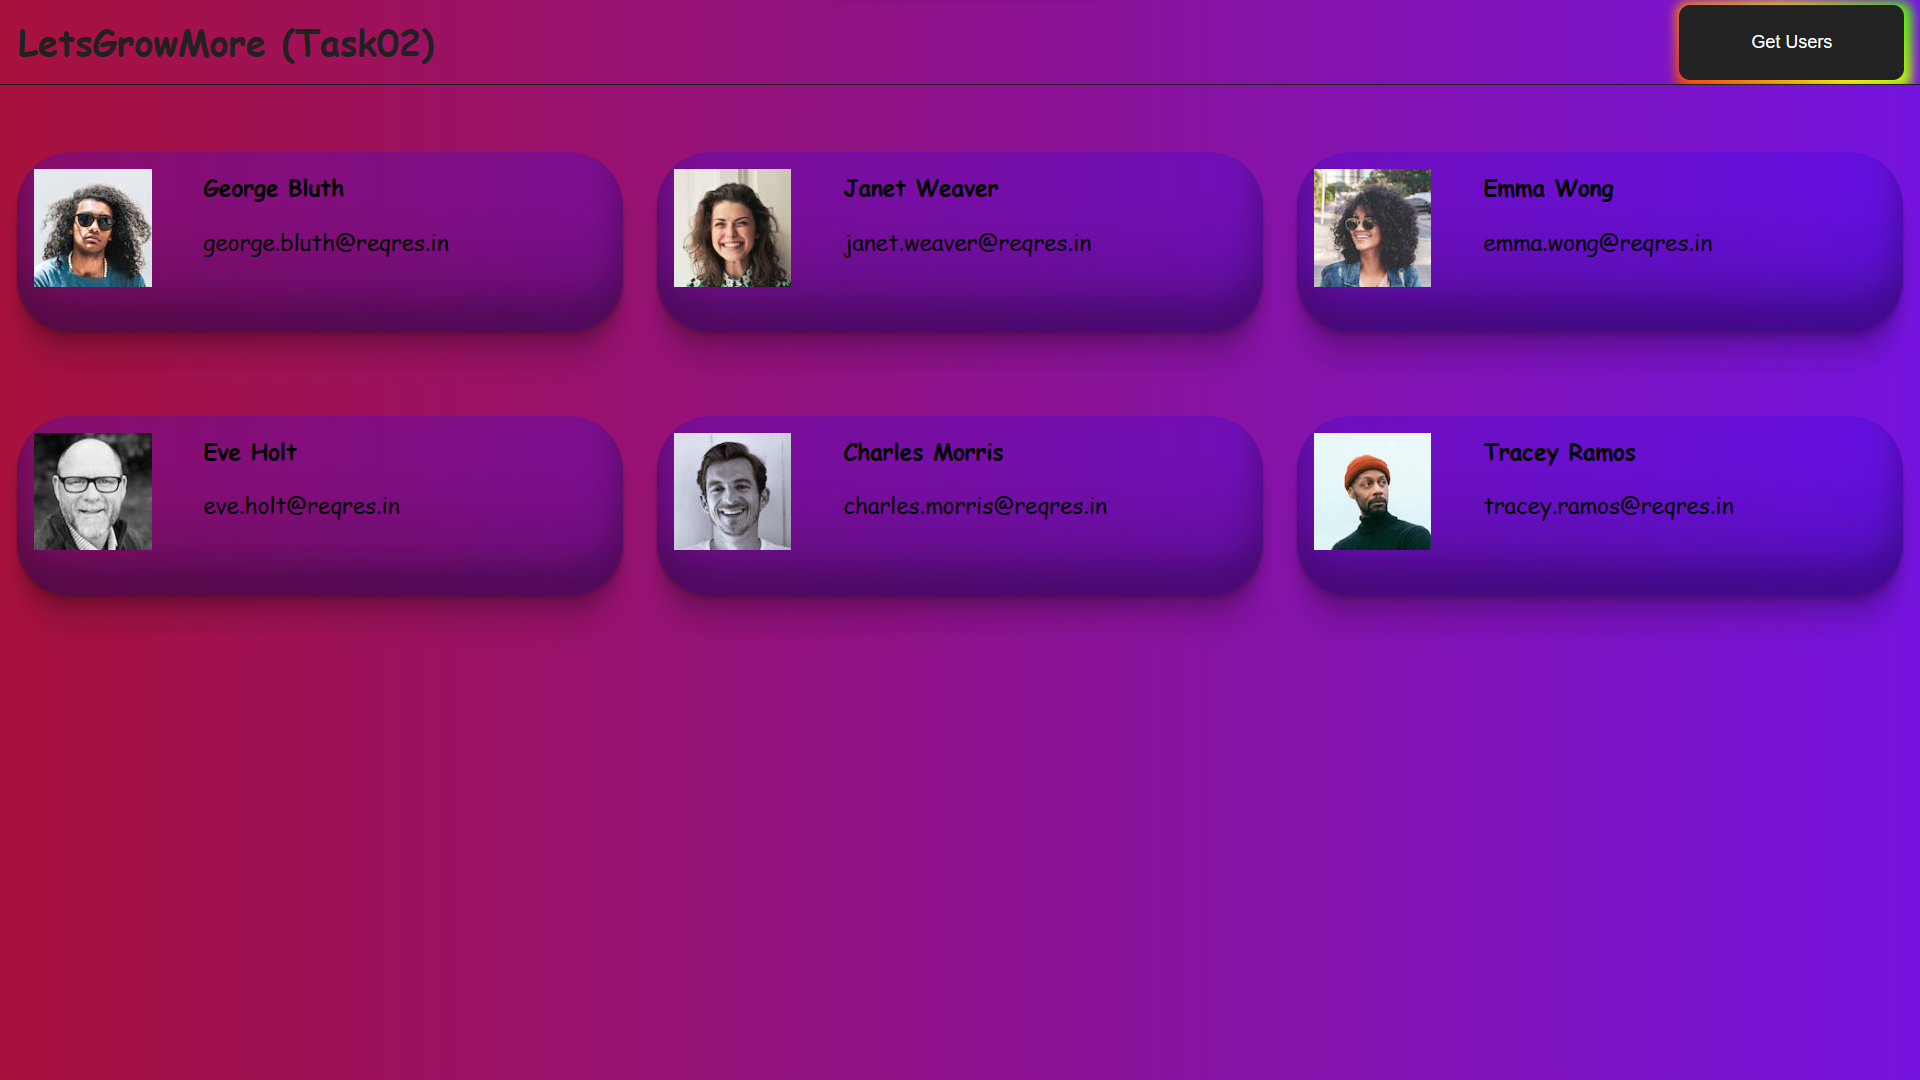 LetsGrowMore (Task02)
Get Users
George Bluth
george.bluth@reqres.in
Janet Weaver
janet.weaver@reqres.in
Emma Wong
emma.wong@reqres.in
Eve Holt
eve.holt@reqres.in
Charles Morris
charles.morris@reqres.in
Tracey Ramos
tracey.ramos@reqres.in